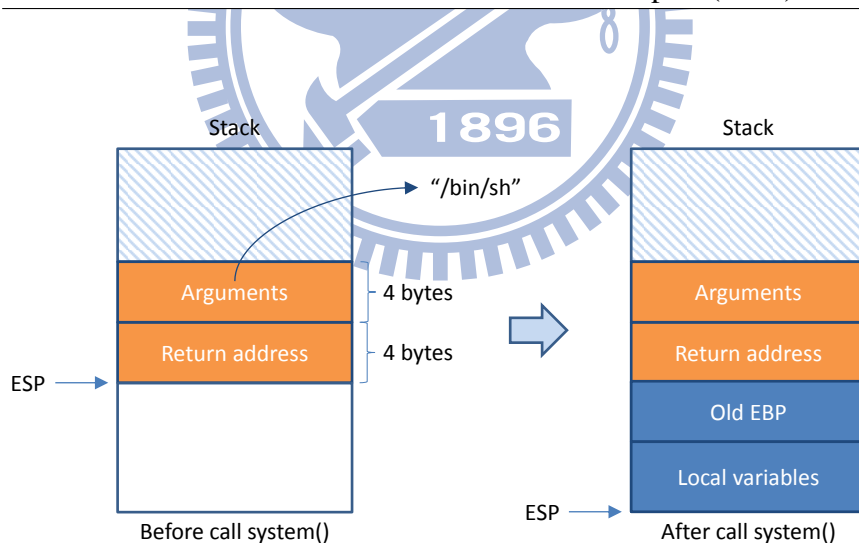 1896
Stack
Stack
“/bin/sh”
Arguments
4 bytes
Arguments
Return address
4 bytes
Return address
ESP
Old EBP
Local variables
ESP
Before call system()
After call system()